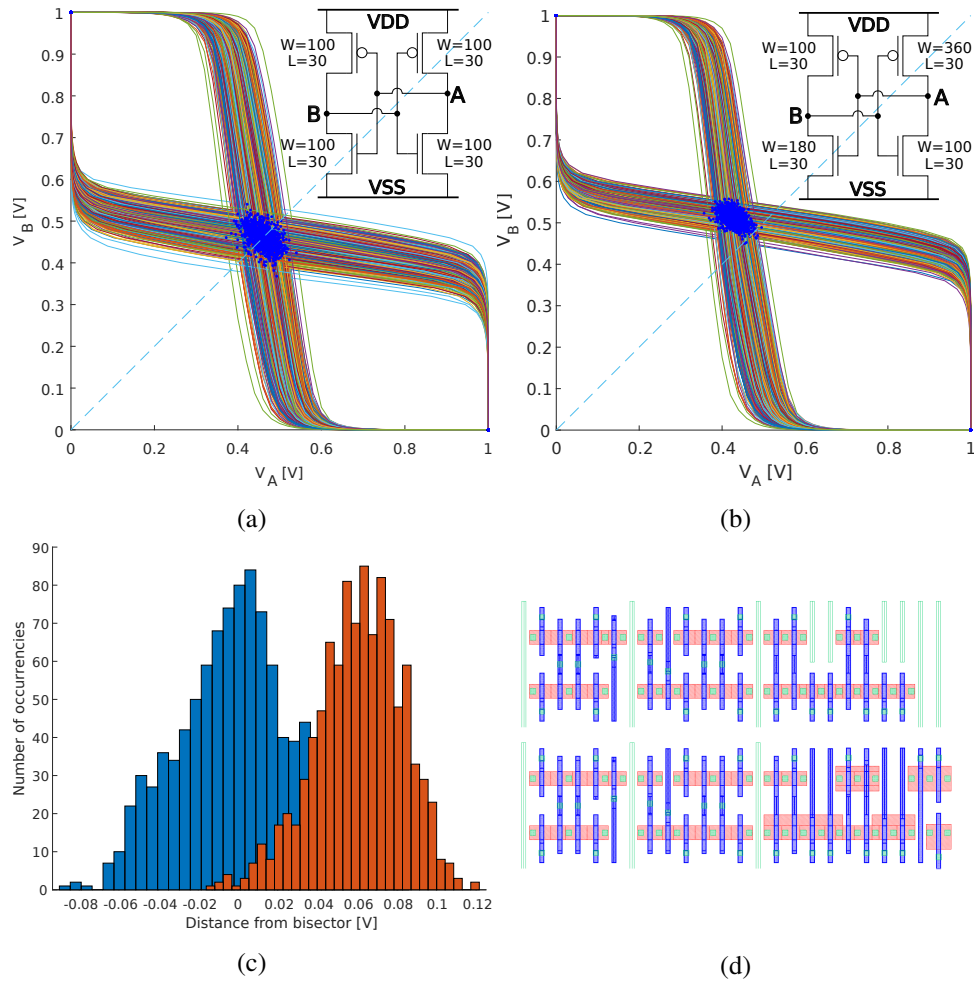 1
0.9
0.8
0.7
0.6
0.5
0.4
0.3
0.2
0.1
0
V_B [V]
0 0.2 0.4 0.6 0.8 1
V_A [V]
VDD
W=100 W=100
L=30 L=30
B A
W=100 W=100
L=30 L=30
VSS
(a)
1
0.9
0.8
0.7
0.6
0.5
0.4
0.3
0.2
0.1
0
V_B [V]
0 0.2 0.4 0.6 0.8 1
V_A [V]
VDD
W=100 W=360
L=30 L=30
B A
W=180 W=100
L=30 L=30
VSS
(b)
90
80
70
60
50
40
30
20
10
0
Number of occurrencies
-0.08 -0.06 -0.04 -0.02 0 0.02 0.04 0.06 0.08 0.1 0.12
Distance from bisector [V]
(c)
(d)